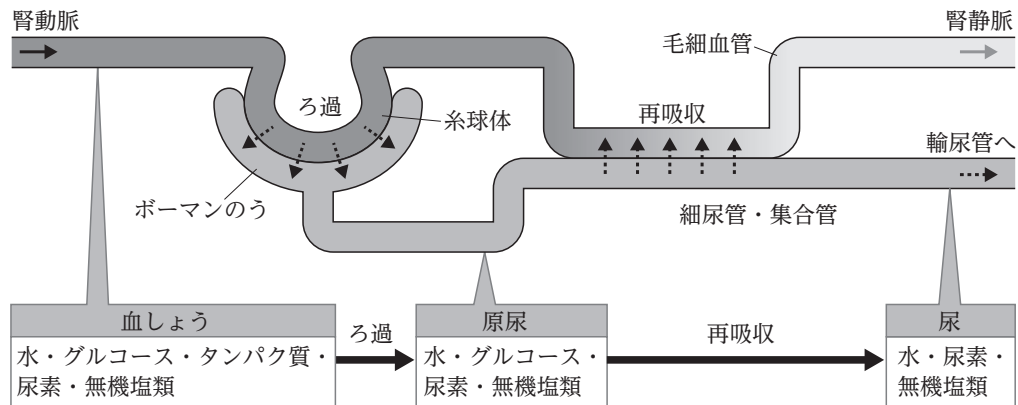 腎動脈
腎静脈
毛細血管
ろ過
糸球体
再吸収
輸尿管へ
ボーマンのう
細尿管・集合管
血しょう
水・グルコース・タンパク質・
尿素・無機塩類
ろ過
原尿
水・グルコース・
尿素・無機塩類
再吸収
尿
水・尿素・
無機塩類